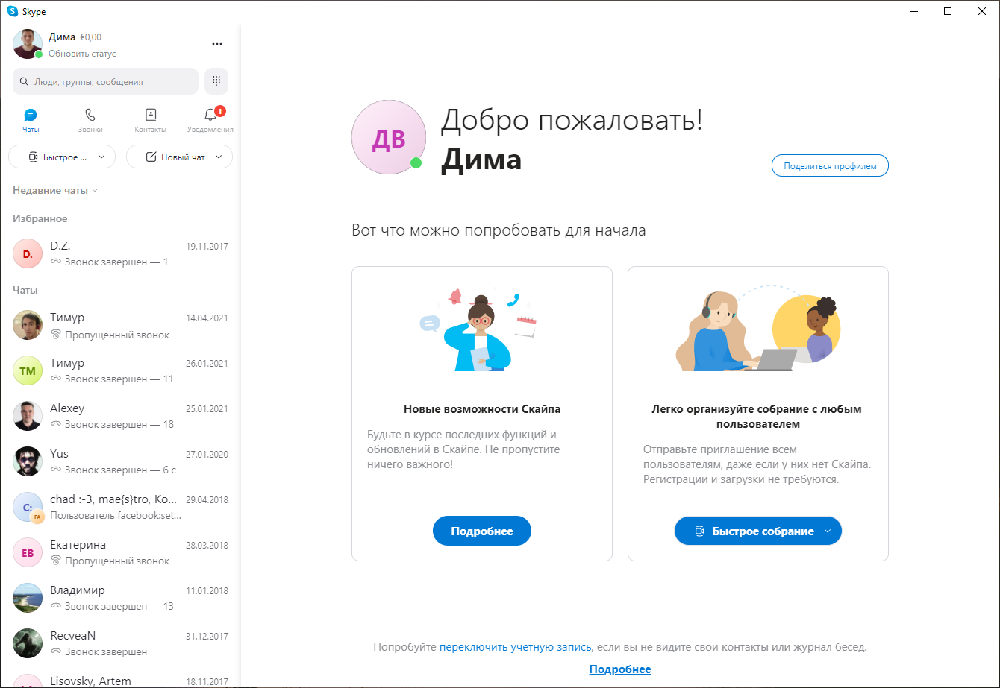 Skype
Дима €0,00
Обновить статус
Люди, группы, сообщения
Чаты
Звонки
Контакты
1
Уведомления
Быстрое ...
Новый чат
Недавние чаты
Избранное
D.
D.Z. 19.11.2017
Звонок завершен — 1
Чаты
Тимур 14.04.2021
Пропущенный звонок
ТМ
Тимур 26.01.2021
Звонок завершен — 11
Alexey 25.01.2021
Звонок завершен — 18
Yus 27.01.2020
Звонок завершен — 6 с
C:
FA
chad :-3, mae{s}tro, Ко... 29.04.2018
Пользователь facebook:set...
ЕВ
Екатерина 28.03.2018
Пропущенный звонок
Владимир 11.01.2018
Звонок завершен — 13
RecveaN 31.12.2017
Звонок завершен
Lisovsky, Artem 18.11.2017
ДВ
Добро пожаловать!
Дима
Поделиться профилем
Вот что можно попробовать для начала
Новые возможности Скайпа
Будьте в курсе последних функций и
обновлений в Скайпе. Не пропустите
ничего важного!
Подробнее
Легко организуйте собрание с любым
пользователем
Отправьте приглашение всем
пользователям, даже если у них нет Скайпа.
Регистрации и загрузки не требуются.
Быстрое собрание
Попробуйте переключить учетную запись, если вы не видите свои контакты или журнал бесед.
Подробнее